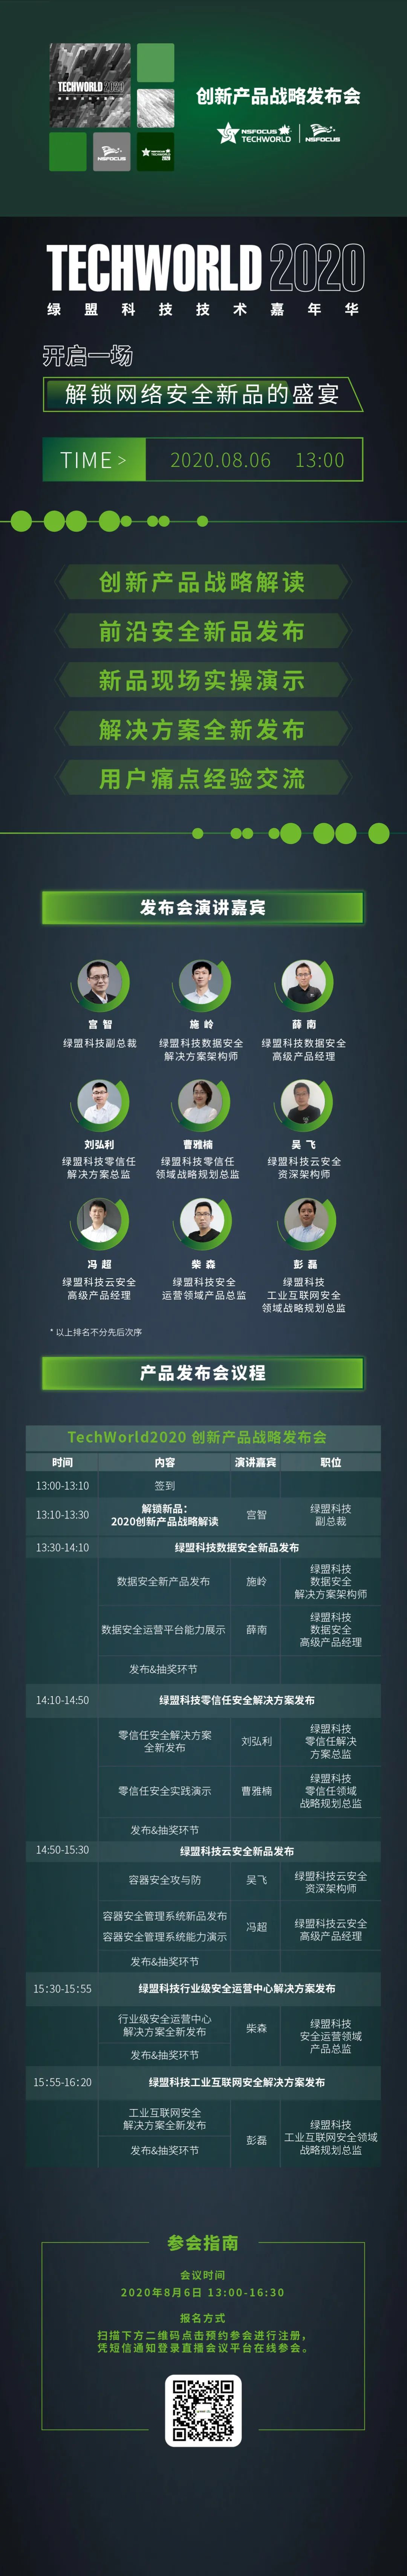 TECHWORLD 2020
NSFOCUS
NSFOCUS
TECHWORLD
2020
创新产品战略发布会
NSFOCUS
TECHWORLD
NSFOCUS
TECHWORLD 2020
绿盟科技技术嘉年华
开启一场
解锁网络安全新品的盛宴
TIME >
2020.08.06 13:00
创新产品战略解读
前沿安全新品发布
新品现场实操演示
解决方案全新发布
用户痛点经验交流
发布会演讲嘉宾
宫 智
绿盟科技副总裁
施 岭
绿盟科技数据安全
解决方案架构师
薛 南
绿盟科技数据安全
高级产品经理
刘弘利
绿盟科技零信任
解决方案总监
曹雅楠
绿盟科技零信任
领域战略规划总监
吴 飞
绿盟科技云安全
资深架构师
冯 超
绿盟科技云安全
高级产品经理
柴 森
绿盟科技安全
运营领域产品总监
彭 磊
绿盟科技
工业互联网安全
领域战略规划总监
* 以上排名不分先后次序
产品发布会议程
TechWorld2020 创新产品战略发布会
时间 内容 演讲嘉宾 职位
13:00-13:10 签到
13:10-13:30
解锁新品:
2020创新产品战略解读
宫智
绿盟科技
副总裁
13:30-14:10 绿盟科技数据安全新品发布
数据安全新产品发布
施岭
绿盟科技
数据安全
解决方案架构师
数据安全运营平台能力展示
薛南
绿盟科技
数据安全
高级产品经理
发布&抽奖环节
14:10-14:50 绿盟科技零信任安全解决方案发布
零信任安全解决方案
全新发布
刘弘利
绿盟科技
零信任解决
方案总监
零信任安全实践演示
曹雅楠
绿盟科技
零信任领域
战略规划总监
发布&抽奖环节
14:50-15:30 绿盟科技云安全新品发布
容器安全攻与防
吴飞
绿盟科技云安全
资深架构师
容器安全管理系统新品发布
容器安全管理系统能力演示
冯超
绿盟科技云安全
高级产品经理
发布&抽奖环节
15:30-15:55 绿盟科技行业级安全运营中心解决方案发布
行业级安全运营中心
解决方案全新发布
发布&抽奖环节
柴森
绿盟科技
安全运营领域
产品总监
15:55-16:20 绿盟科技工业互联网安全解决方案发布
工业互联网安全
解决方案全新发布
发布&抽奖环节
彭磊
绿盟科技
工业互联网安全领域
战略规划总监
参会指南
会议时间
2020年8月6日 13:00-16:30
报名方式
扫描下方二维码点击预约参会进行注册，
凭短信通知登录直播会议平台在线参会。